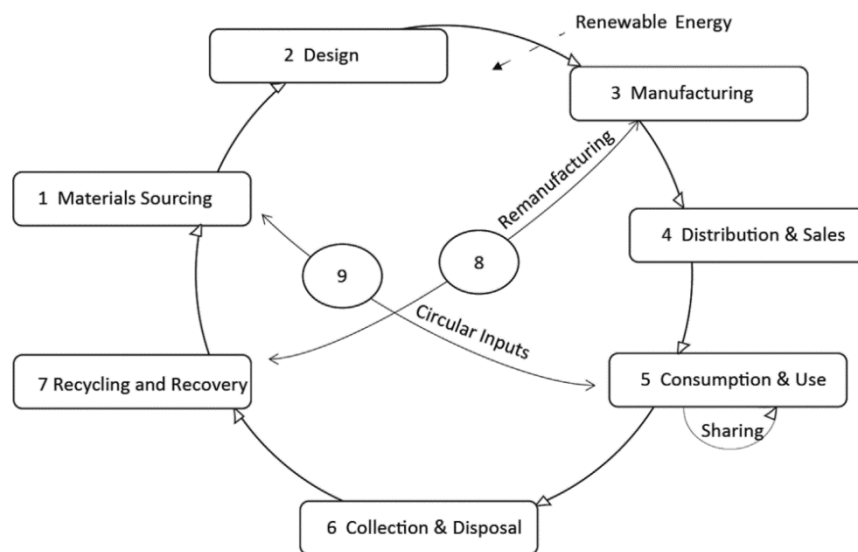 Renewable Energy
2 Design
3 Manufacturing
Remanufacturing
1 Materials Sourcing
4 Distribution & Sales
8
9
Circular Inputs
7 Recycling and Recovery
5 Consumption & Use
Sharing
6 Collection & Disposal